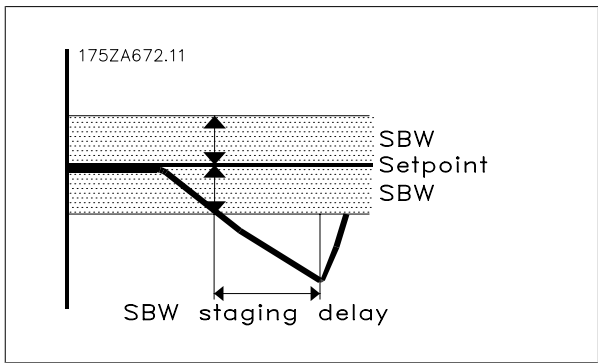 175ZA672.11
SBW
Setpoint
SBW
SBW staging delay